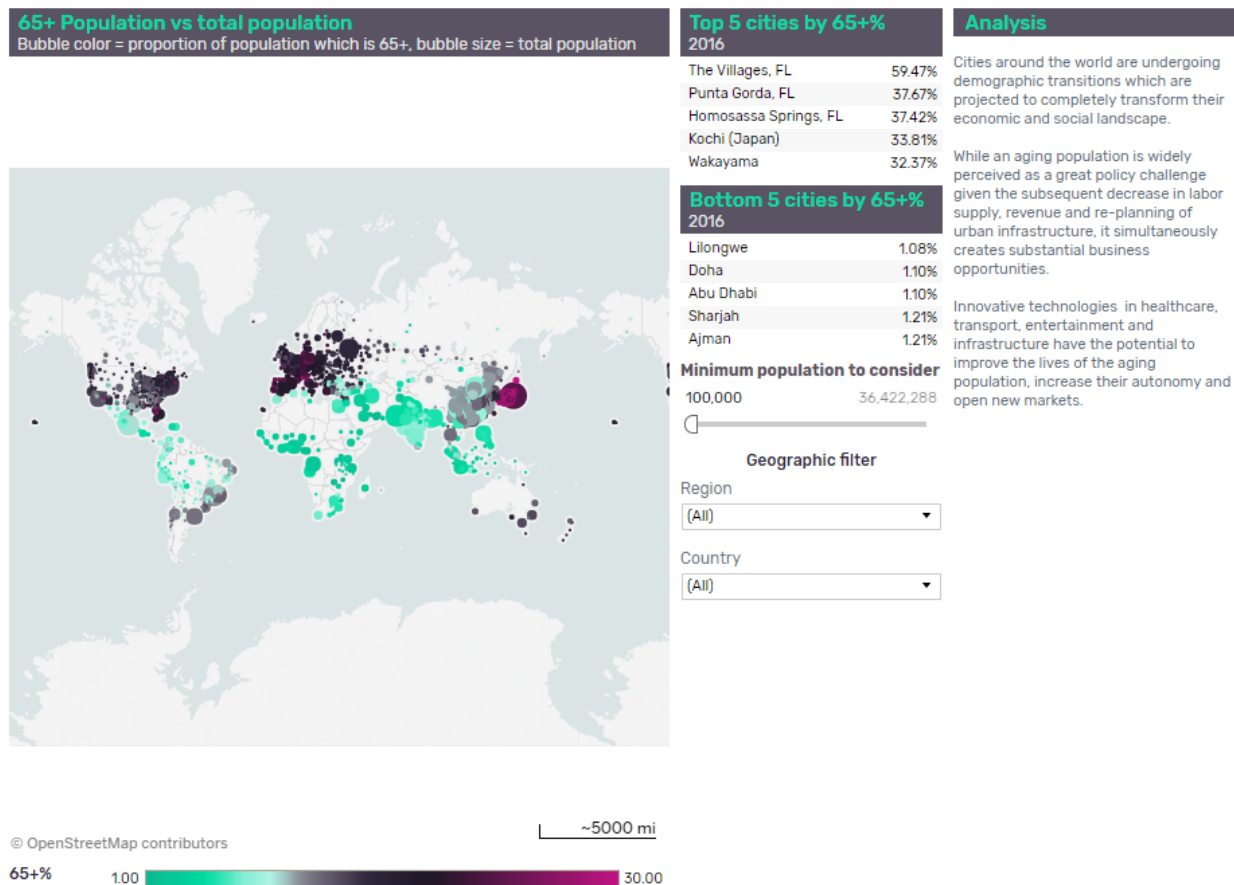 65+ Population vs total population
Bubble color = proportion of population which is 65+, bubble size = total population
© OpenStreetMap contributors
~5000 mi
65+%
1.00
30.00
Top 5 cities by 65+%
2016
The Villages, FL 59.47%
Punta Gorda, FL 37.67%
Homosassa Springs, FL 37.42%
Kochi (Japan) 33.81%
Wakayama 32.37%
Bottom 5 cities by 65+%
2016
Lilongwe 1.08%
Doha 1.10%
Abu Dhabi 1.10%
Sharjah 1.21%
Ajman 1.21%
Minimum population to consider
100,000 36,422,288
Geographic filter
Region
(All)
Country
(All)
Analysis
Cities around the world are undergoing
demographic transitions which are
projected to completely transform their
economic and social landscape.
While an aging population is widely
perceived as a great policy challenge
given the subsequent decrease in labor
supply, revenue and re-planning of
urban infrastructure, it simultaneously
creates substantial business
opportunities.
Innovative technologies  in healthcare,
transport, entertainment and
infrastructure have the potential to
improve the lives of the aging
population, increase their autonomy and
open new markets.